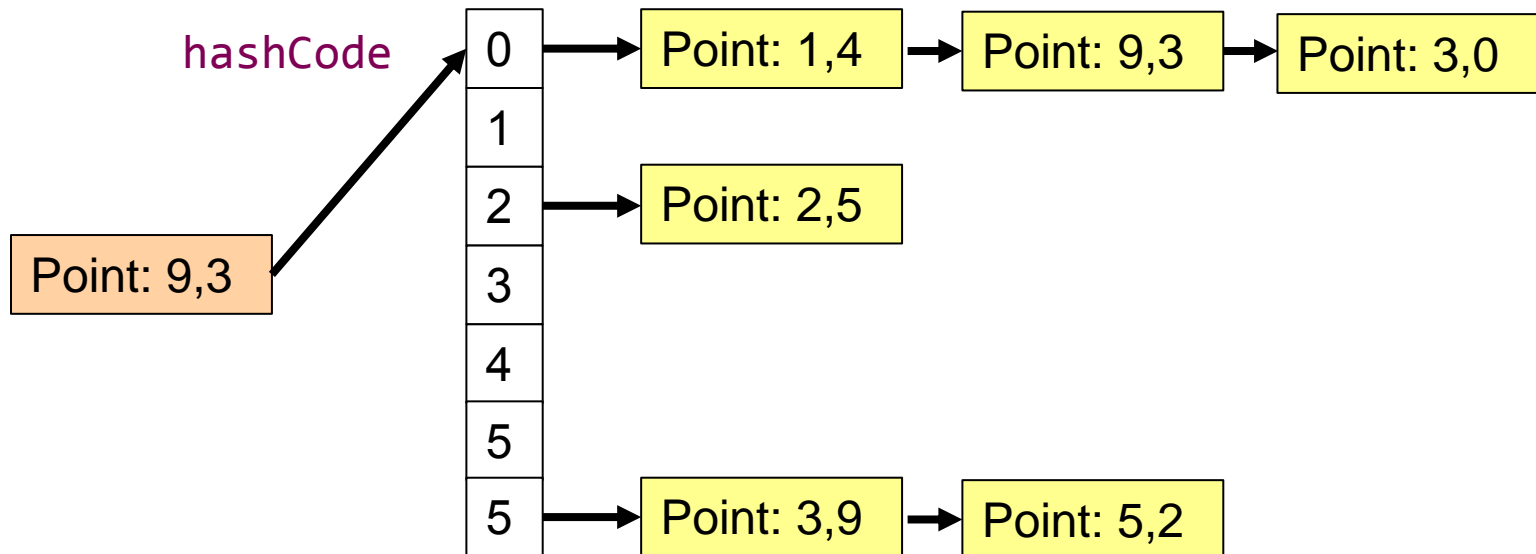 hashCode
0 Point: 1,4 Point: 9,3 Point: 3,0
1
2 Point: 2,5
Point: 9,3
3
4
5
5 Point: 3,9 Point: 5,2